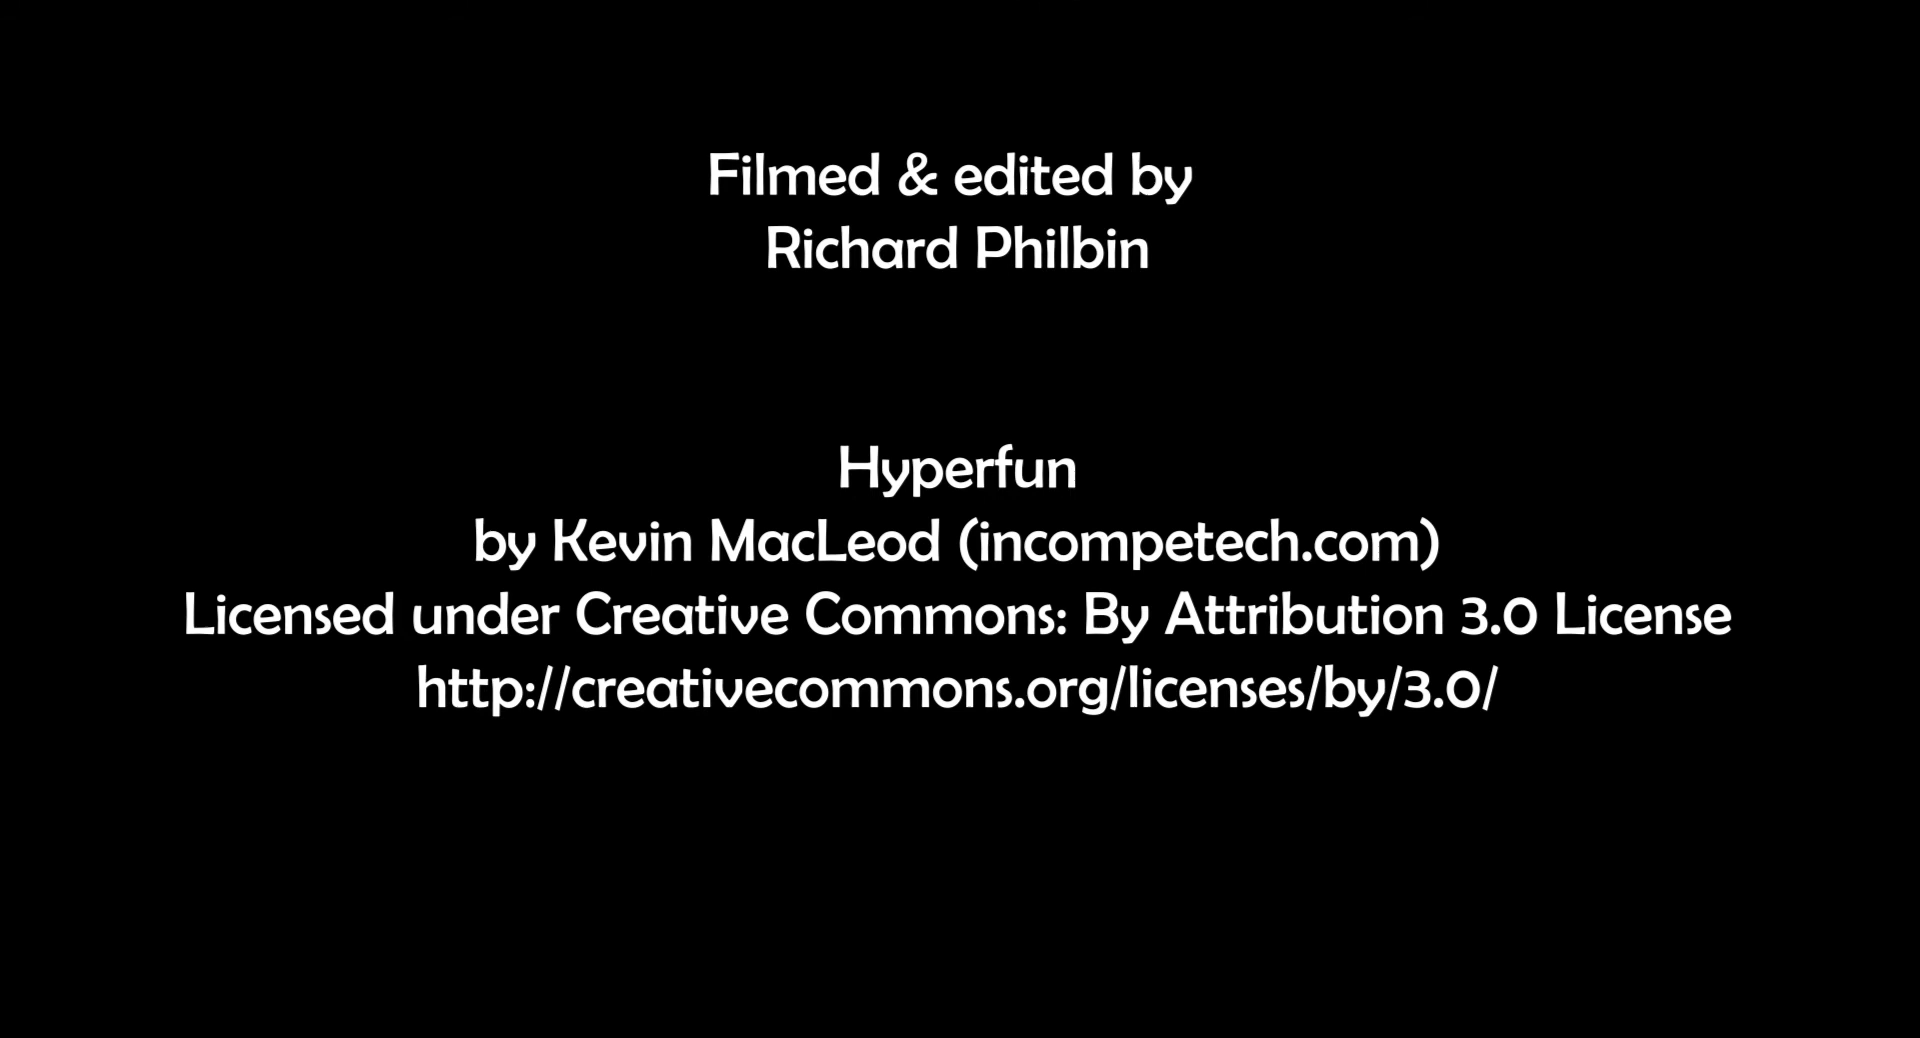 Filmed & edited by
Richard Philbin
Hyperfun
by Kevin MacLeod (incompetech.com)
Licensed under Creative Commons: By Attribution 3.0 License
http://creativecommons.org/licenses/by/3.0/